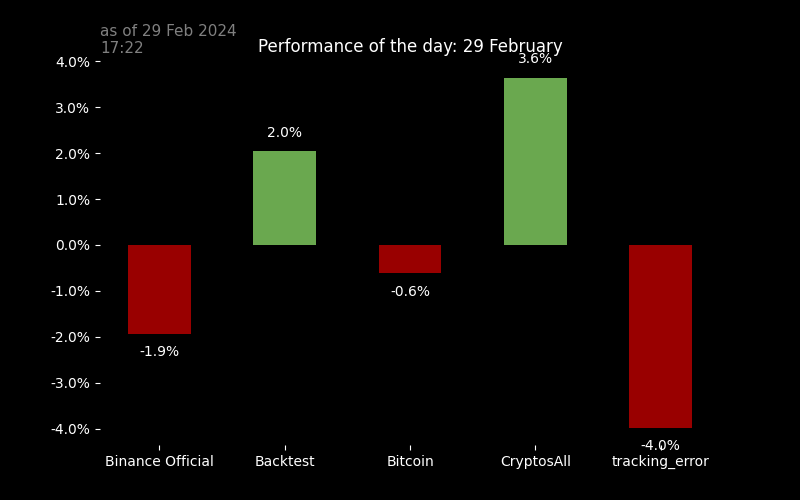 as of 29 Feb 2024
17:22
Performance of the day: 29 February
4.0%
3.0%
2.0%
1.0%
0.0%
-1.0%
-2.0%
-3.0%
-4.0%
-1.9%
2.0%
-0.6%
3.6%
-4.0%
Binance Official
Backtest
Bitcoin
CryptosAll
tracking_error